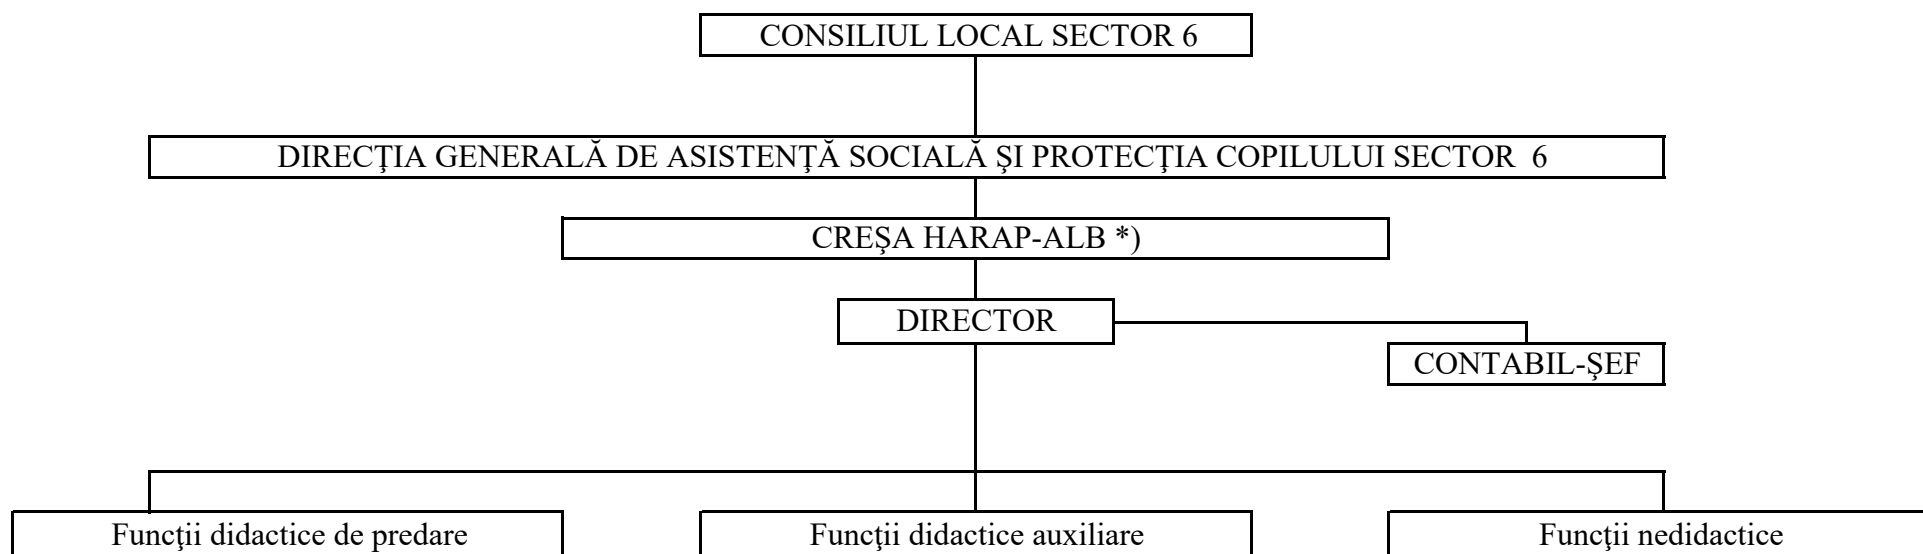 CONSILIUL LOCAL SECTOR 6
DIRECŢIA GENERALĂ DE ASISTENŢĂ SOCIALĂ ŞI PROTECŢIA COPILULUI SECTOR 6
CREŞA HARAP-ALB *)
DIRECTOR
CONTABIL-ŞEF
Funcţii didactice de predare
Funcţii didactice auxiliare
Funcţii nedidactice